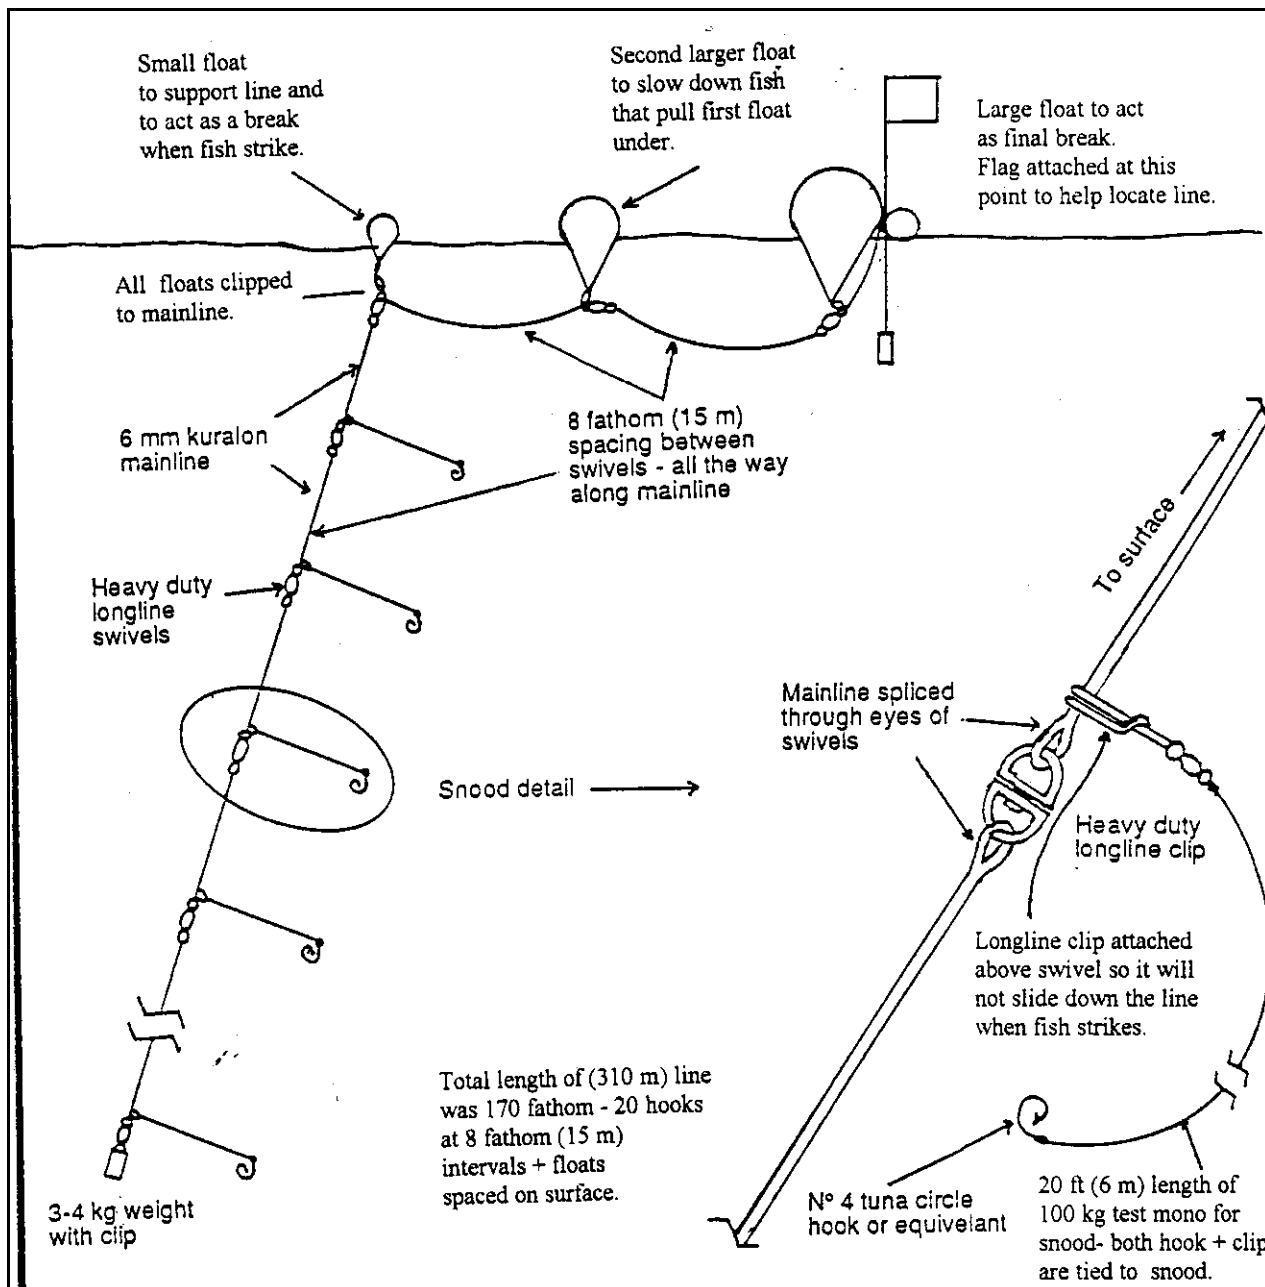 Small float
to support line and
to act as a break
when fish strike.
Second larger float
to slow down fish
that pull first float
under.
Large float to act
as final break.
Flag attached at this
point to help locate line.
All floats clipped
to mainline.
6 mm kuralon
mainline
8 fathom (15 m)
spacing between
swivels - all the way
along mainline
Heavy duty
longline
swivels
To surface
Mainline spliced
through eyes of
swivels
Snood detail
Heavy duty
longline clip
Longline clip attached
above swivel so it will
not slide down the line
when fish strikes.
Total length of (310 m) line
was 170 fathom - 20 hooks
at 8 fathom (15 m)
intervals + floats
spaced on surface.
3-4 kg weight
with clip
Nº 4 tuna circle
hook or equivelant
20 ft (6 m) length of
100 kg test mono for
snood- both hook + clip
are tied to snood.